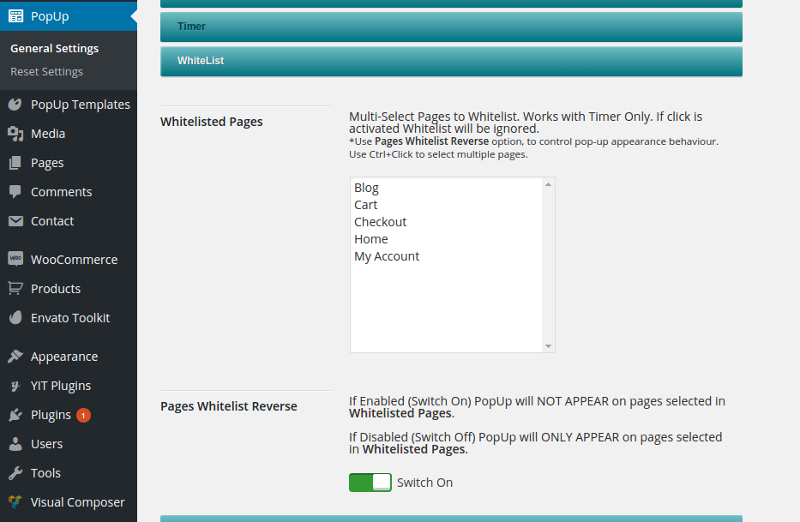 PopUp
General Settings
Reset Settings
PopUp Templates
Media
Pages
Comments
Contact
WooCommerce
Products
Envato Toolkit
Appearance
YIT Plugins
Plugins 1
Users
Tools
Visual Composer
Timer
WhiteList
Whitelisted Pages
Multi-Select Pages to Whitelist. Works with Timer Only. If click is
activated Whitelist will be ignored.
*Use Pages Whitelist Reverse option, to control pop-up appearance behaviour.
Use Ctrl+Click to select multiple pages.
Blog
Cart
Checkout
Home
My Account
Pages Whitelist Reverse
If Enabled (Switch On) PopUp will NOT APPEAR on pages selected in
Whitelisted Pages.
If Disabled (Switch Off) PopUp will ONLY APPEAR on pages selected
in Whitelisted Pages.
Switch On